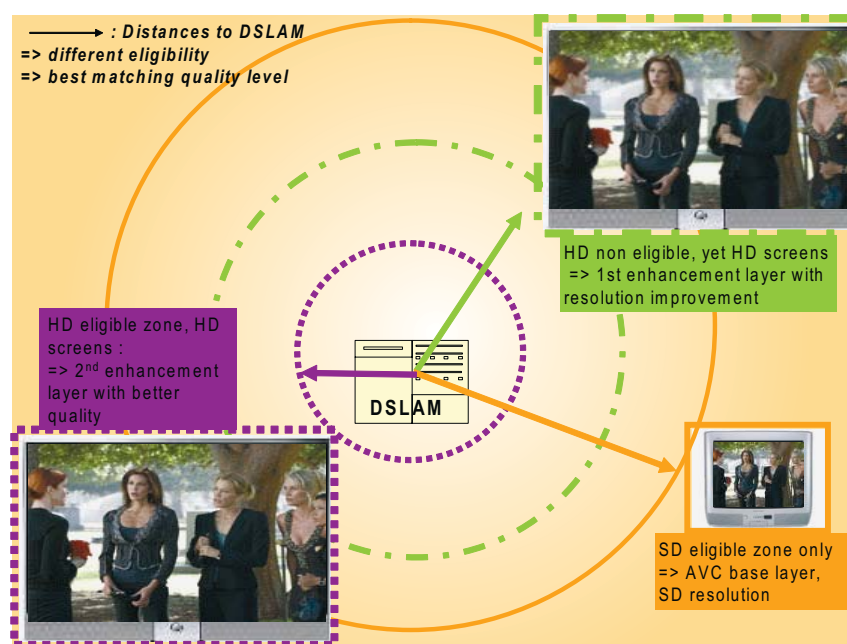 : Distances to DSLAM
=> different eligibility
=> best matching quality level
HD non eligible, yet HD screens
=> 1st enhancement layer with
resolution improvement
HD eligible zone, HD
screens :
=> 2nd enhancement
layer with better
quality
DSLAM
SD eligible zone only
=> AVC base layer,
SD resolution